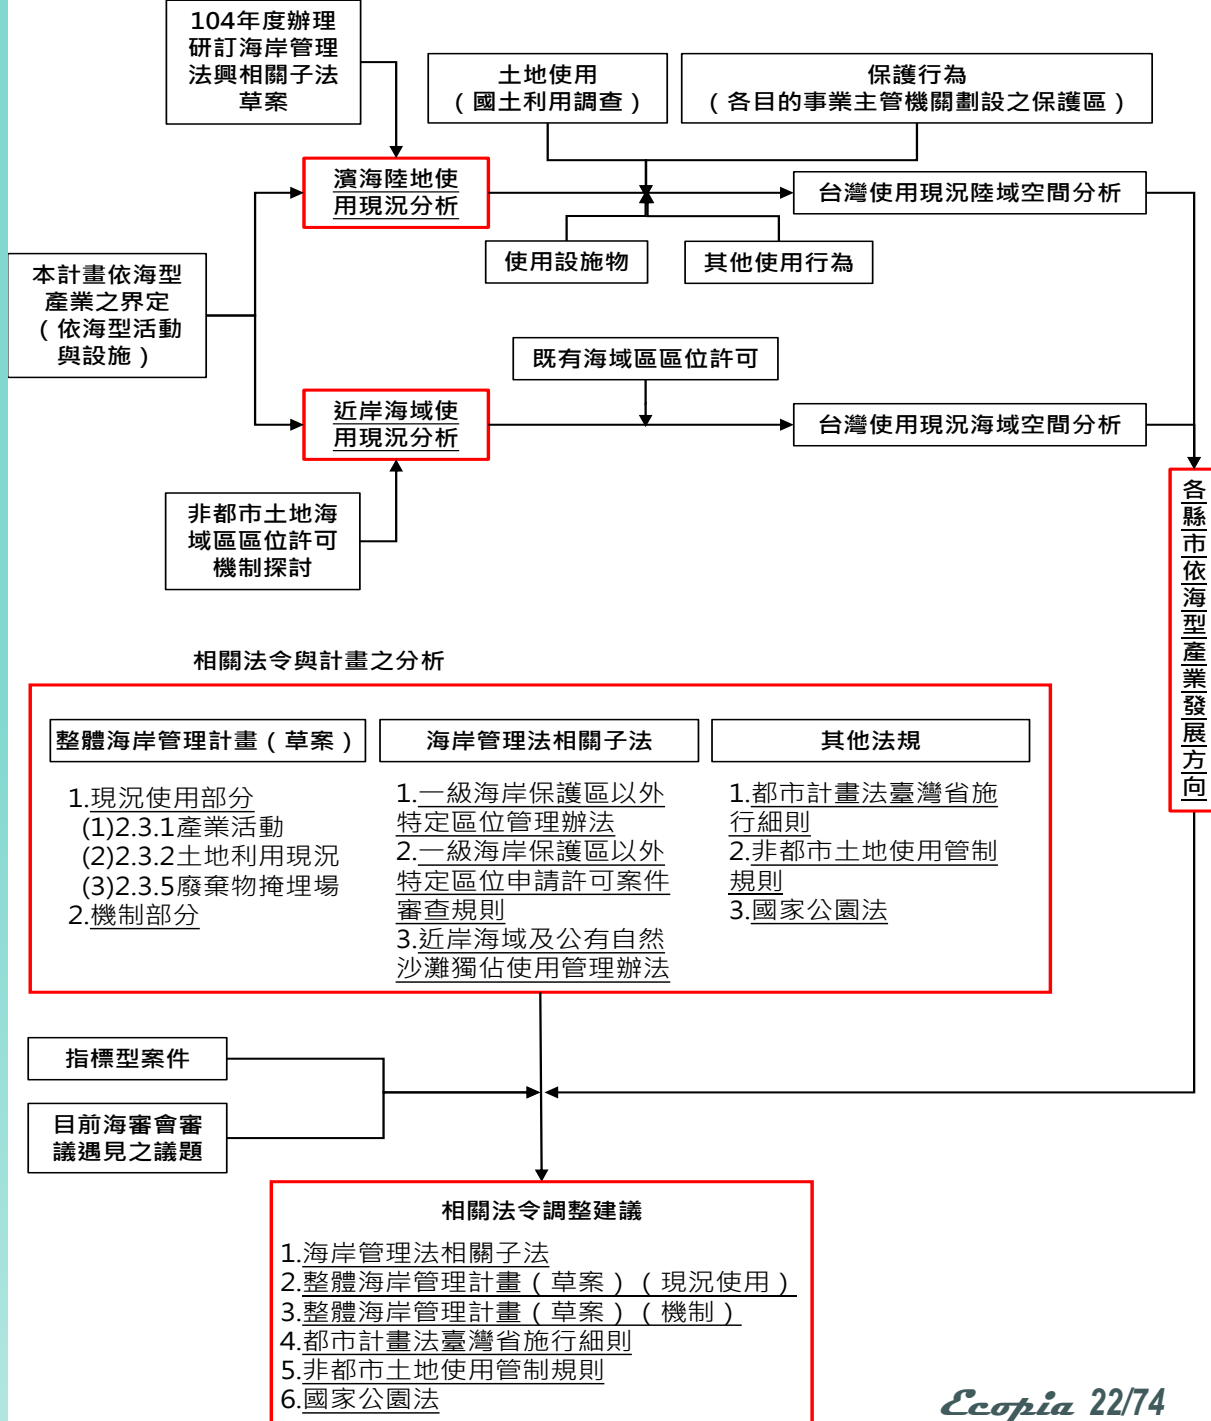 104年度辦理
研訂海岸管理
法與相關子法
草案
土地使用
（國土利用調查）
保護行為
（各目的事業主管機關劃設之保護區）
濱海陸地使
用現況分析
台灣使用現況陸域空間分析
使用設施物
其他使用行為
本計畫依海型
產業之界定
（依海型活動
與設施）
既有海域區區位許可
近岸海域使
用現況分析
台灣使用現況海域空間分析
非都市土地海
域區區位許可
機制探討
各縣市依海型產業發展方向
相關法令與計畫之分析
整體海岸管理計畫（草案）
1.現況使用部分
(1)2.3.1產業活動
(2)2.3.2土地利用現況
(3)2.3.5廢棄物掩埋場
2.機制部分
海岸管理法相關子法
1.一級海岸保護區以外
特定區位管理辦法
2.一級海岸保護區以外
特定區位申請許可案件
審查規則
3.近岸海域及公有自然
沙灘獨佔使用管理辦法
其他法規
1.都市計畫法臺灣省施
行細則
2.非都市土地使用管制
規則
3.國家公園法
指標型案件
目前海審會審
議遇見之議題
相關法令調整建議
1.海岸管理法相關子法
2.整體海岸管理計畫（草案）（現況使用）
3.整體海岸管理計畫（草案）（機制）
4.都市計畫法臺灣省施行細則
5.非都市土地使用管制規則
6.國家公園法
Ecopia 22/74